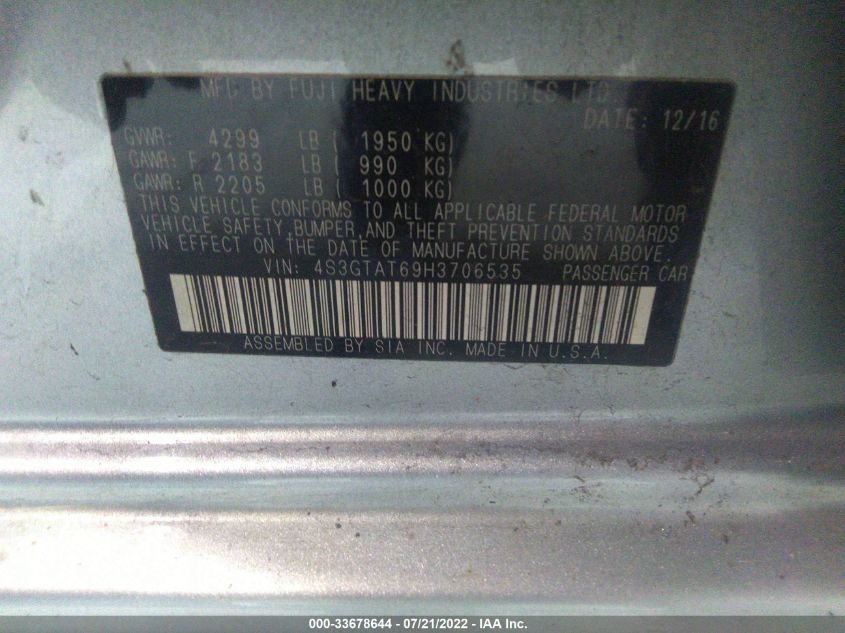 MFD BY FUJI HEAVY INDUSTRIES LTD.
DATE: 12/16
GVWR: 4299 LB ( 1950 KG)
GAWR: F 2183 LB ( 990 KG)
GAWR: R 2205 LB ( 1000 KG)
THIS VEHICLE CONFORMS TO ALL APPLICABLE FEDERAL MOTOR
VEHICLE SAFETY,BUMPER,AND THEFT PREVENTION STANDARDS
IN EFFECT ON THE DATE OF MANUFACTURE SHOWN ABOVE.
VIN: 4S3GTAT69H3706535 PASSENGER CAR
ASSEMBLED BY SIA INC. MADE IN U.S.A.
000-33678644 - 07/21/2022 - IAA Inc.